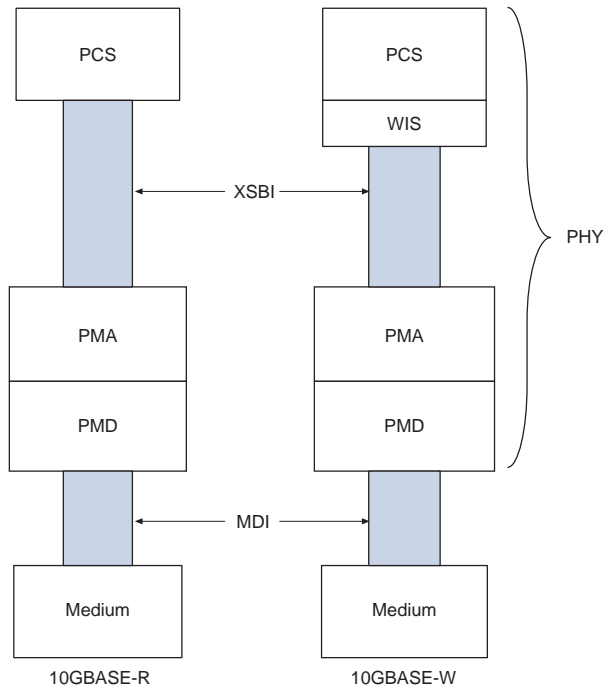 PCS
PCS
WIS
XSBI
PHY
PMA
PMA
PMD
PMD
MDI
Medium
Medium
10GBASE-R
10GBASE-W